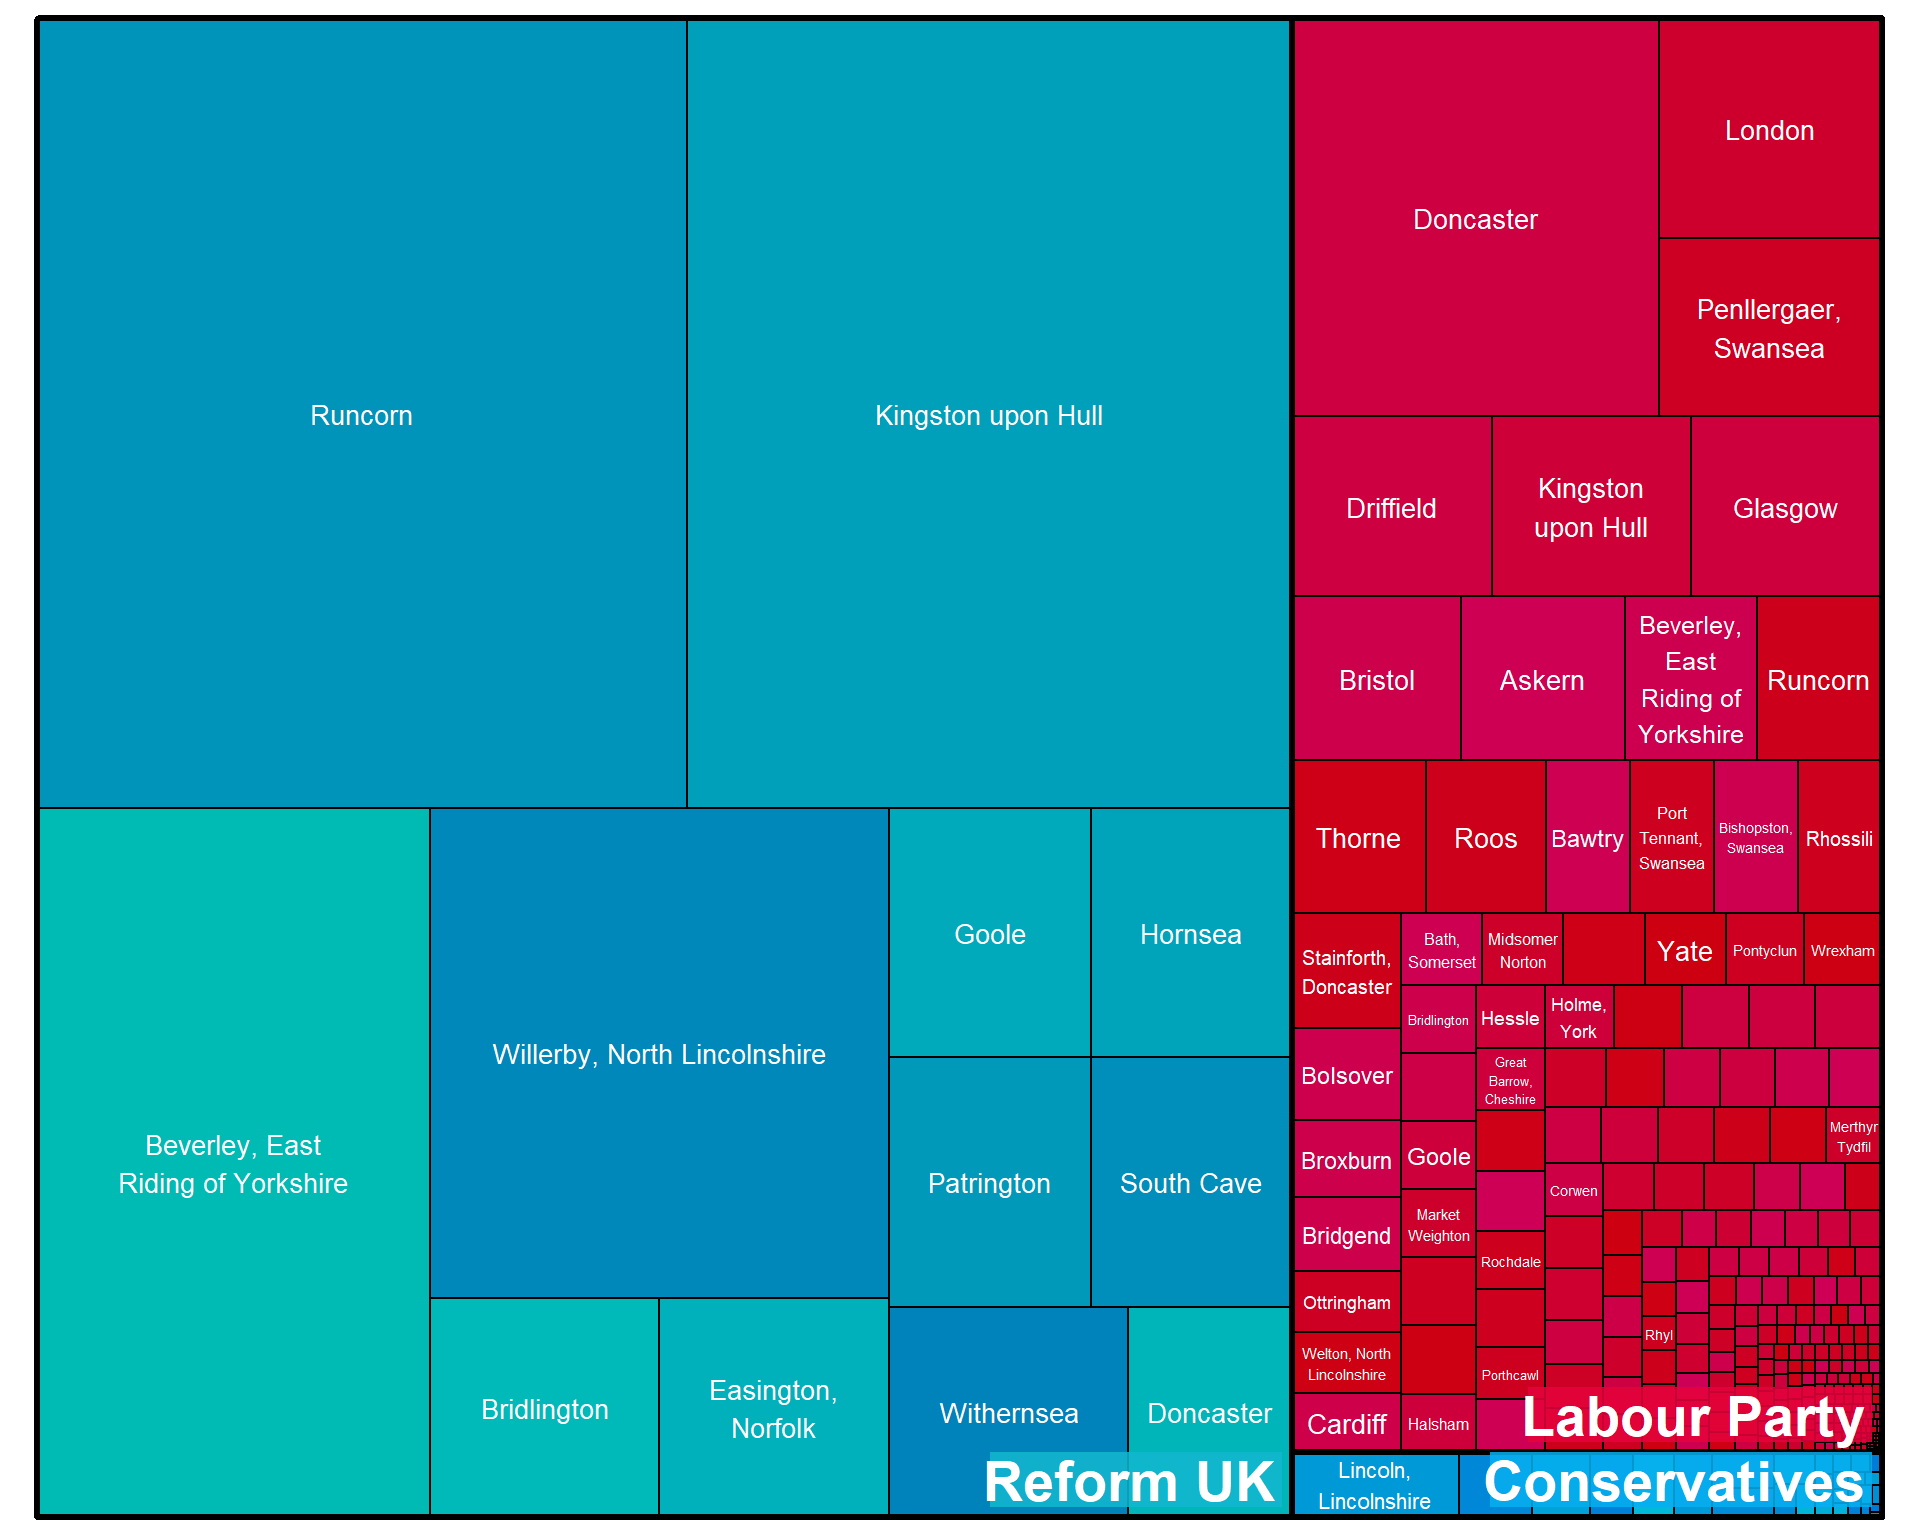 Runcorn
Kingston upon Hull
Beverley, East
Riding of Yorkshire
Willerby, North Lincolnshire
Goole
Hornsea
Patrington
South Cave
Bridlington
Easington,
Norfolk
Withernsea
Doncaster
Reform UK
Doncaster
London
Penllergaer,
Swansea
Driffield
Kingston
upon Hull
Glasgow
Bristol
Askern
Beverley,
East
Riding of
Yorkshire
Runcorn
Thorne
Roos
Bawtry
Port
Tennant,
Swansea
Bishopston,
Swansea
Rhossili
Stainforth,
Doncaster
Bath,
Somerset
Midsomer
Norton
Yate
Pontyclun
Wrexham
Bridlington
Hessle
Holme,
York
Bolsover
Great
Barrow,
Cheshire
Merthyr
Tydfil
Broxburn
Goole
Corwen
Bridgend
Market
Weighton
Rochdale
Ottringham
Rhyl
Welton, North
Lincolnshire
Porthcawl
Cardiff
Halsham
Labour Party
Lincoln,
Lincolnshire
Conservatives